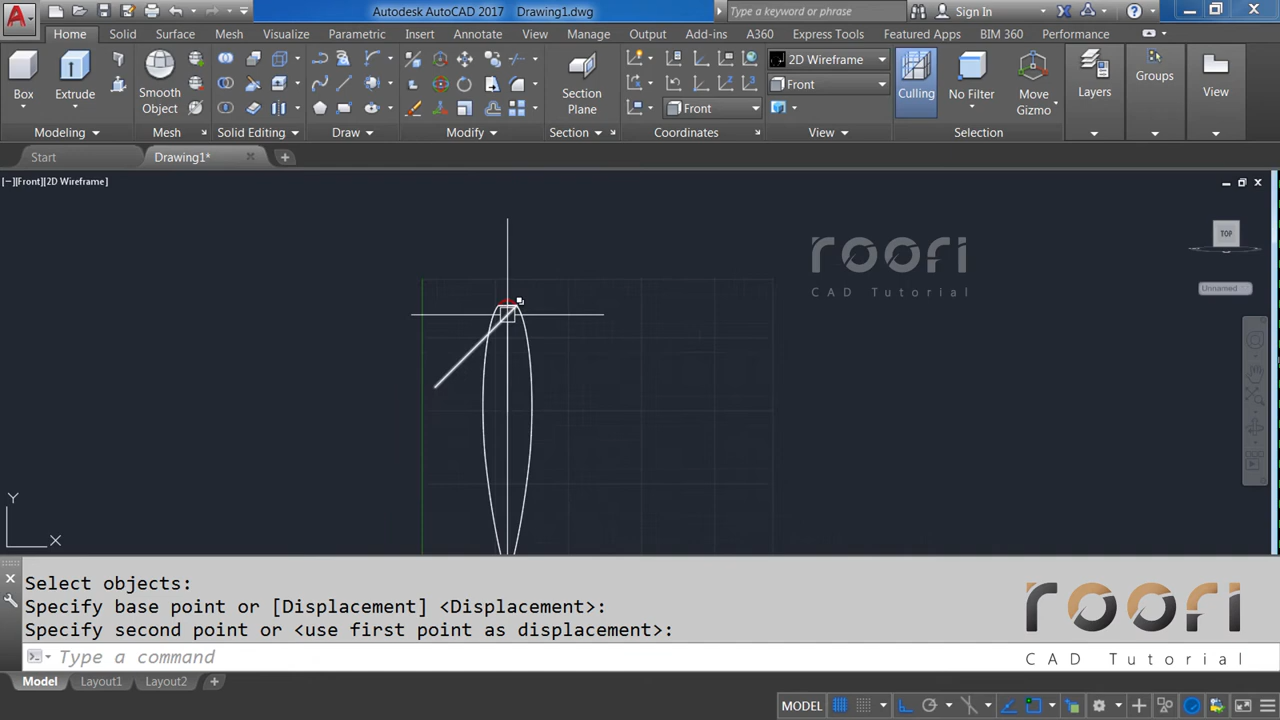 Autodesk AutoCAD 2017 Drawing1.dwg
Type a keyword or phrase
Sign In
Home Solid Surface Mesh Visualize Parametric Insert Annotate View Manage Output Add-ins A360 Express Tools Featured Apps BIM 360 Performance
Box
Extrude
Smooth
Object
Section
Plane
2D Wireframe
Front
Front
Culling
No Filter
Move
Gizmo
Layers
Groups
View
Modeling
Mesh
Solid Editing
Draw
Modify
Section
Coordinates
View
Selection
Start
Drawing1*
[−][Front][2D Wireframe]
TOP
Unnamed
roofi
CAD Tutorial
Y
X
Select objects:
Specify base point or [Displacement] <Displacement>:
Specify second point or <use first point as displacement>:
Type a command
roofi
CAD Tutorial
Model Layout1 Layout2
MODEL